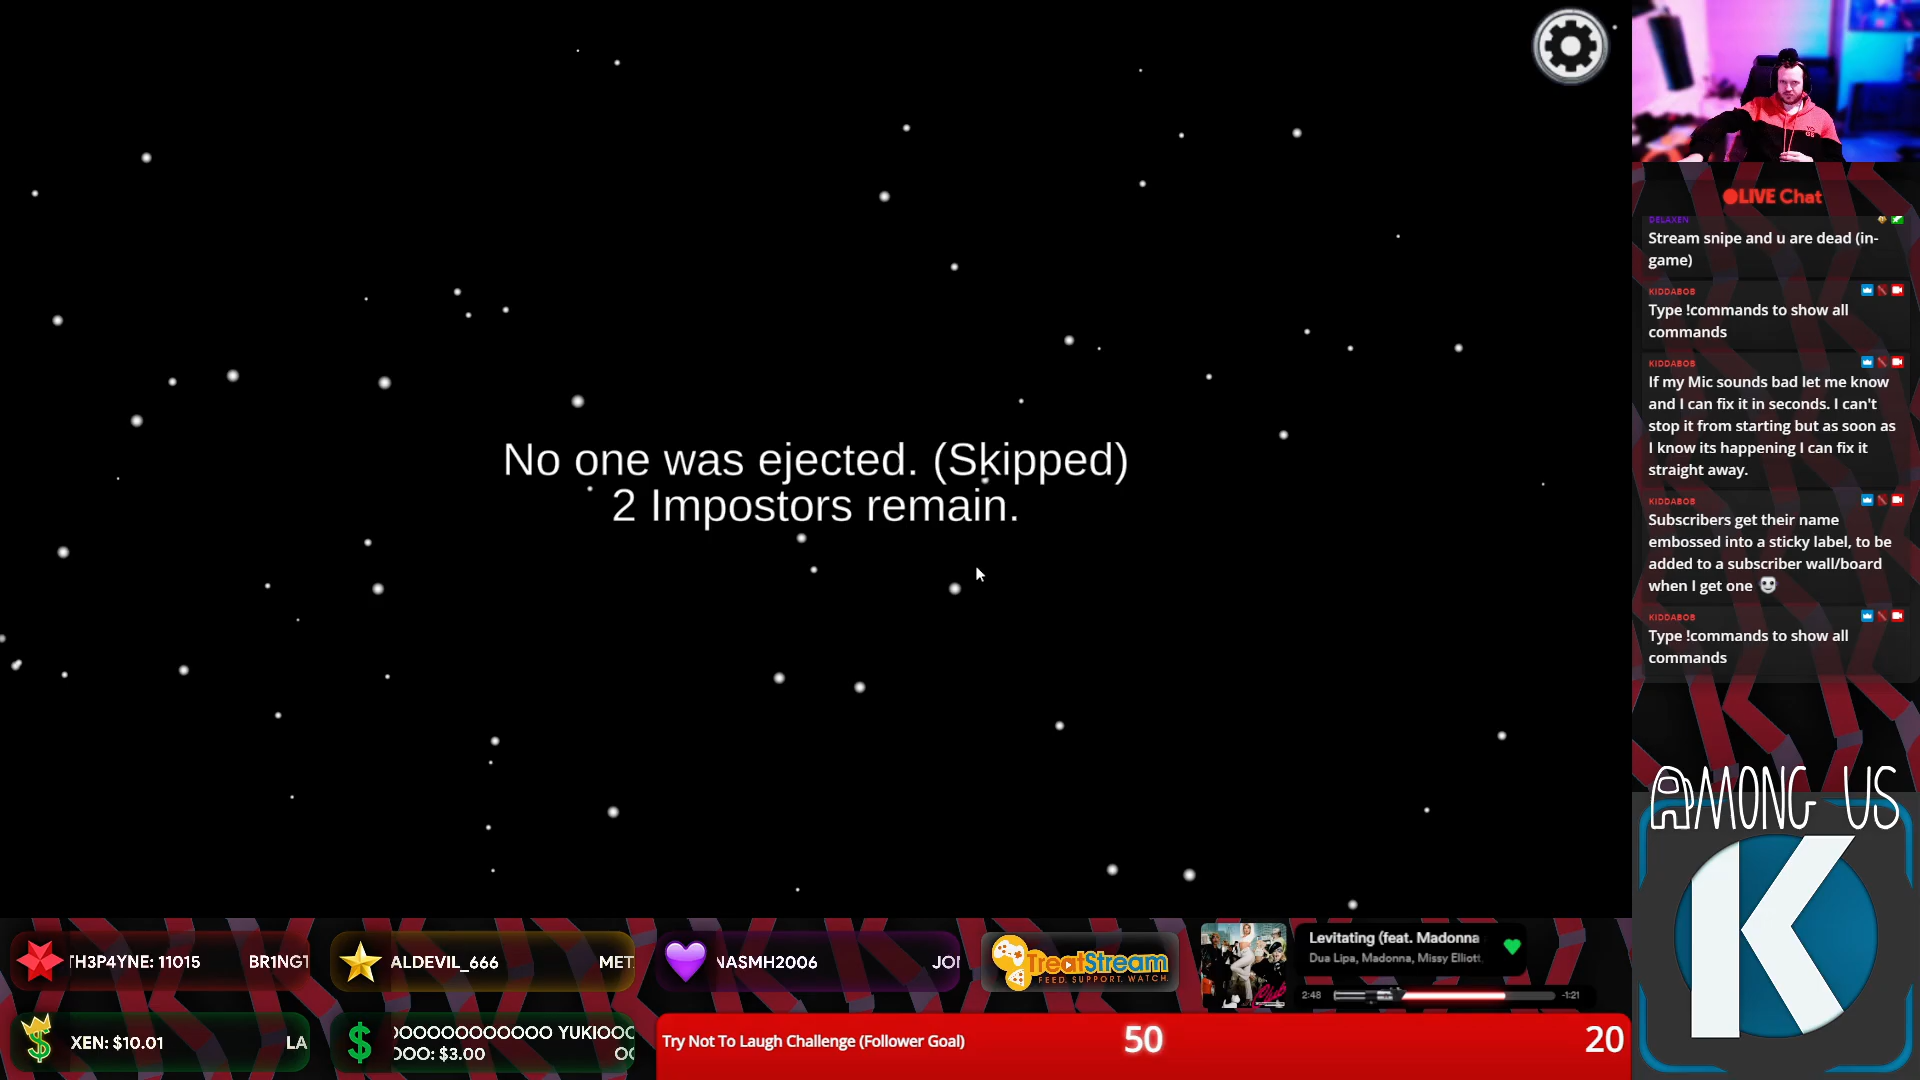 No one was ejected. (Skipped)
2 Impostors remain.
LIVE Chat
DELAXEN
Stream snipe and u are dead (in-
game)
KIDDABOB
Type !commands to show all
commands
KIDDABOB
If my Mic sounds bad let me know
and I can fix it in seconds. I can't
stop it from starting but as soon as
I know its happening I can fix it
straight away.
KIDDABOB
Subscribers get their name
embossed into a sticky label, to be
added to a subscriber wall/board
when I get one
KIDDABOB
Type !commands to show all
commands
AMONG US
K
TH3P4YNE: 11015 BR1NGT
ALDEVIL_666 MET
NASMH2006 JO
TreatStream
FEED. SUPPORT. WATCH.
Levitating (feat. Madonna
Dua Lipa, Madonna, Missy Elliott
2:48 -1:21
XEN: $10.01 LA
OOOOOOOOOOOO YUKIOOO
OOO: $3.00
Try Not To Laugh Challenge (Follower Goal) 50 20